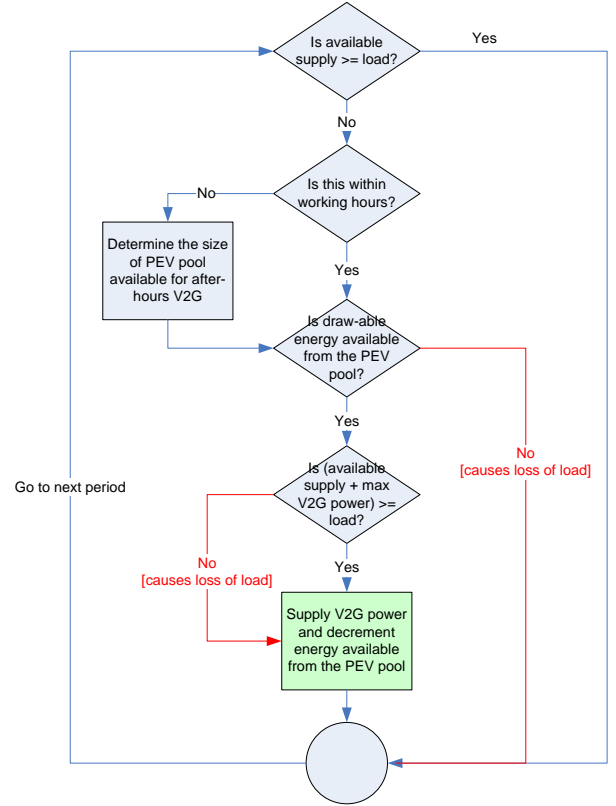 Is available
supply >= load?
Yes
No
Is this within
working hours?
No
Determine the size
of PEV pool
available for after-
hours V2G
Yes
Is draw-able
energy available
from the PEV
pool?
Yes
No
[causes loss of load]
Is (available
supply + max
V2G power) >=
load?
Go to next period
No
[causes loss of load]
Yes
Supply V2G power
and decrement
energy available
from the PEV pool